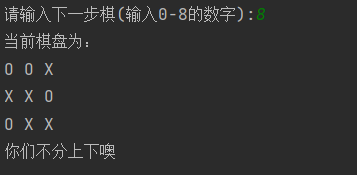 请输入下一步棋(输入0-8的数字):8
当前棋盘为：
O O X
X X O
O X X
你们不分上下噢